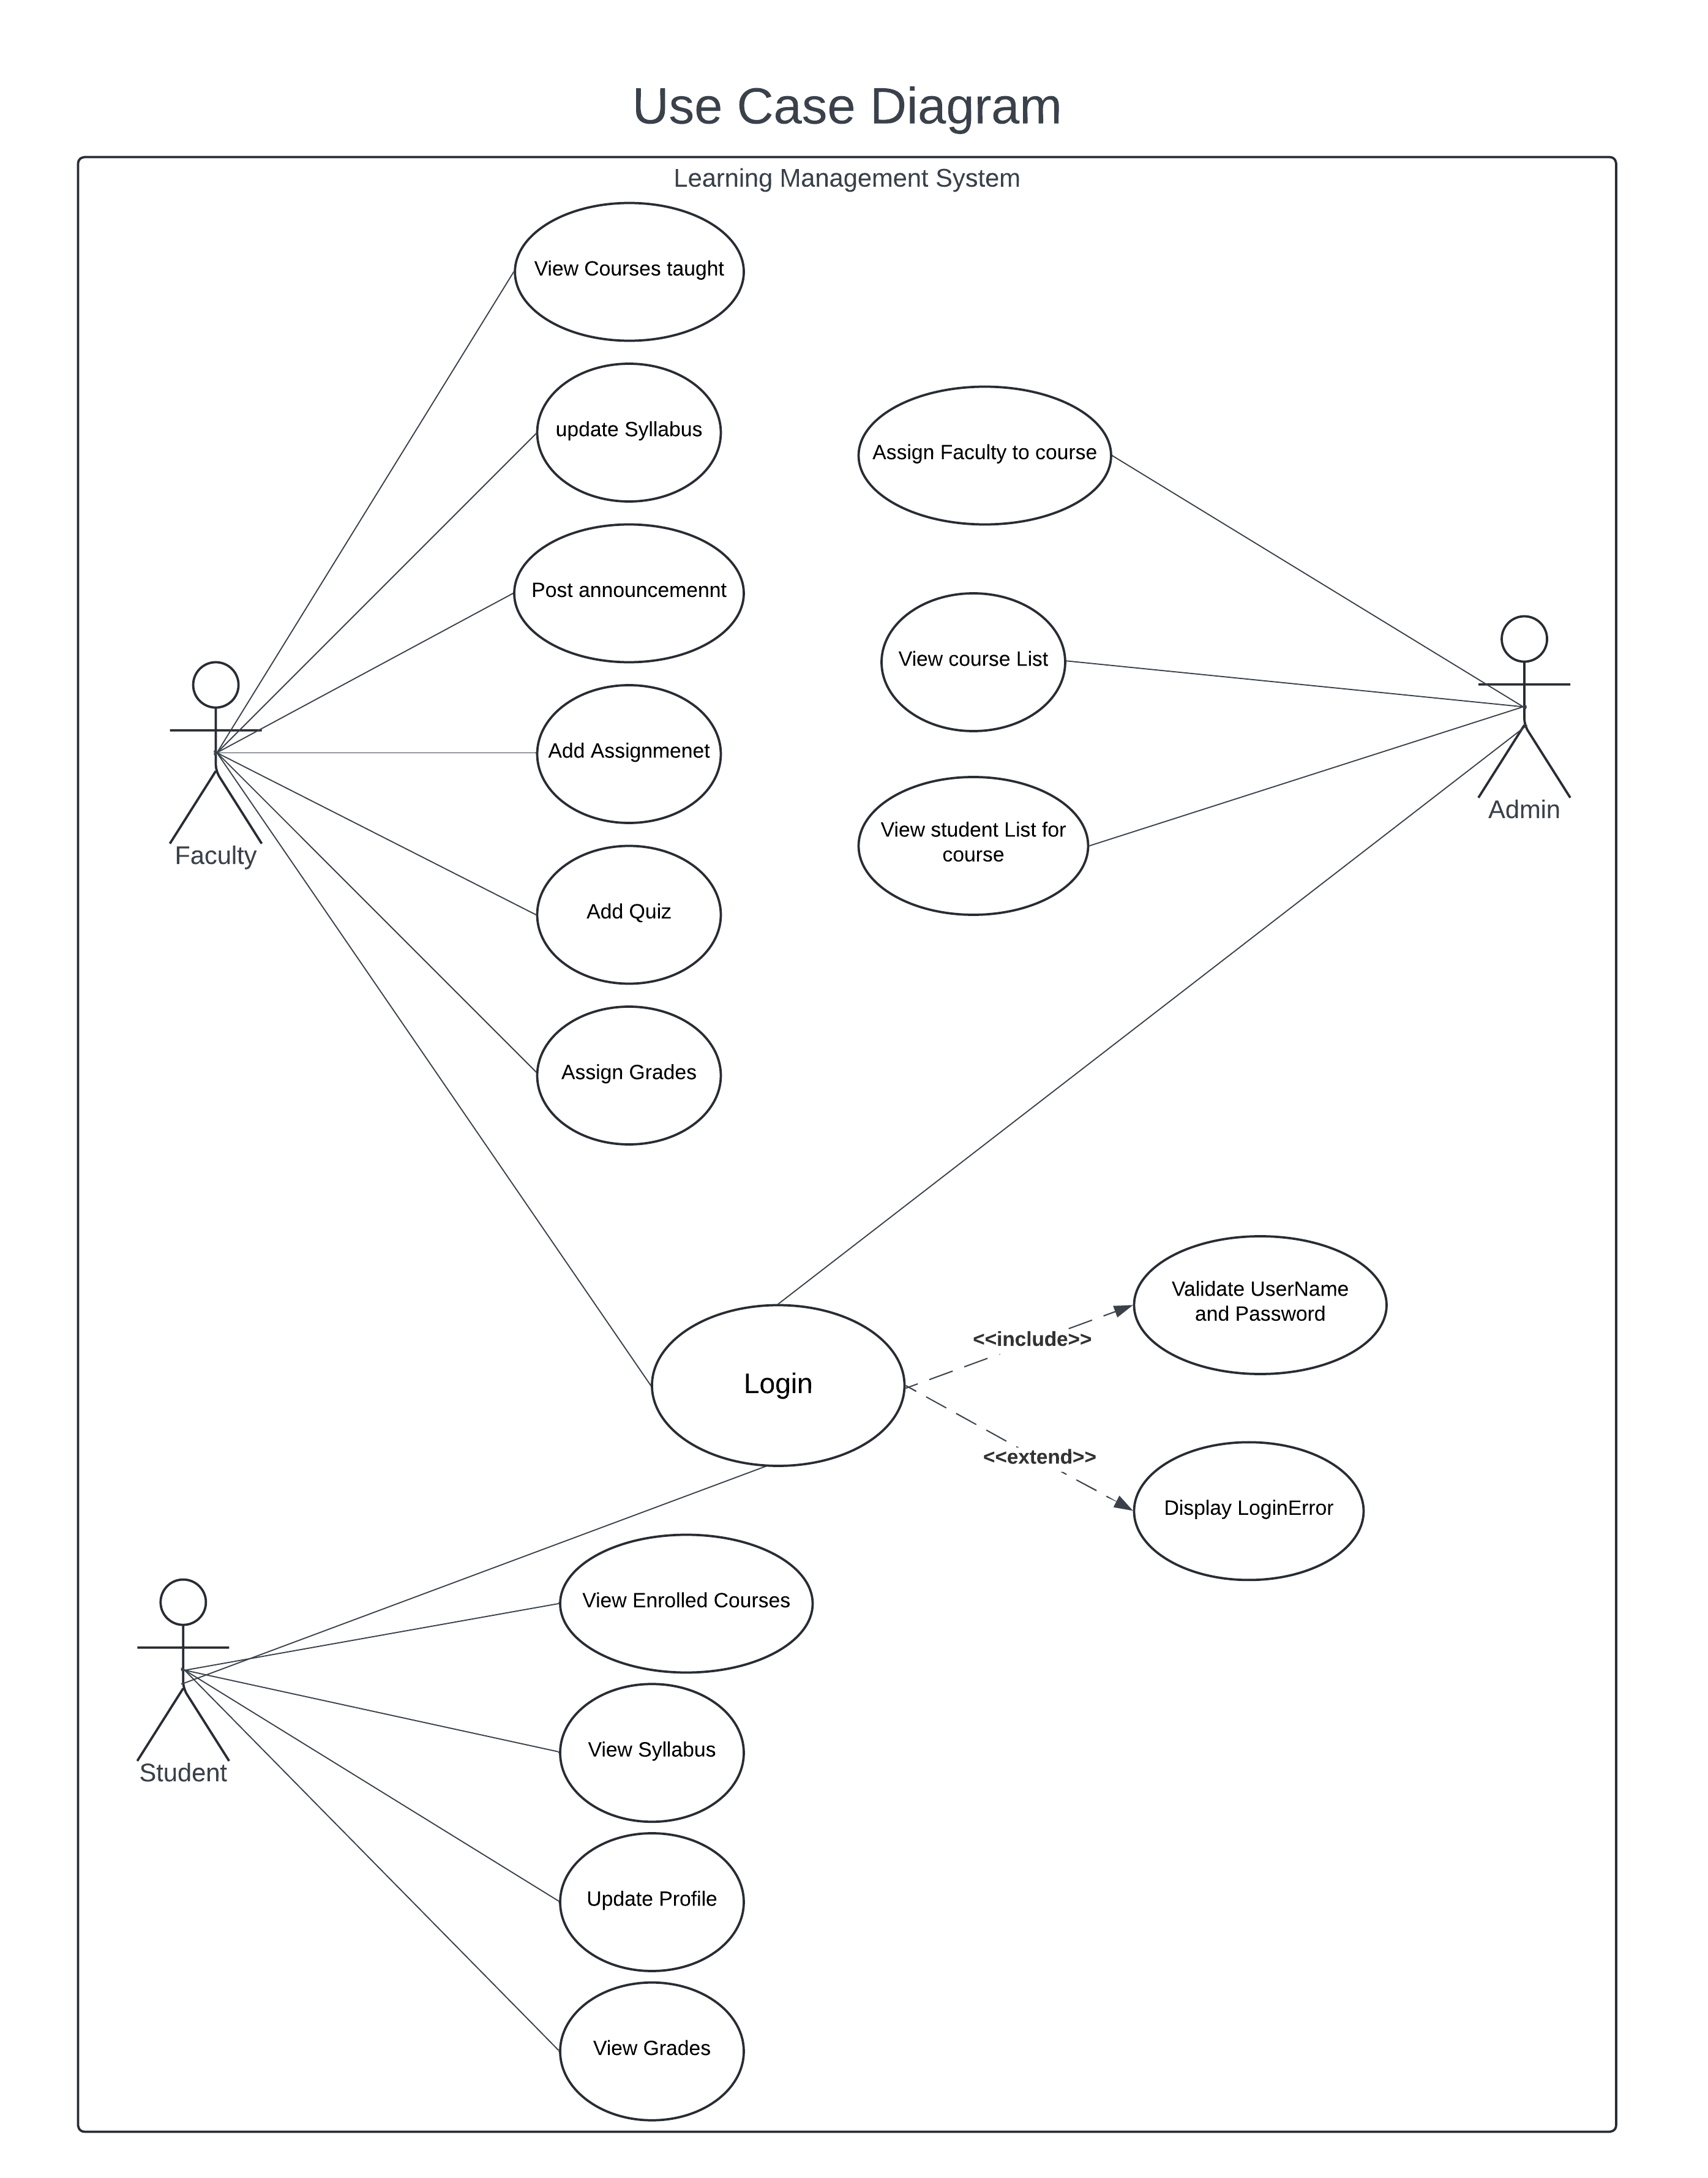 Use Case Diagram
Learning Management System
View Courses taught
update Syllabus
Post announcemennt
Add Assignmenet
Add Quiz
Assign Grades
Faculty
Assign Faculty to course
View course List
View student List for
course
Admin
Login
<<include>>
Validate UserName
and Password
<<extend>>
Display LoginError
Student
View Enrolled Courses
View Syllabus
Update Profile
View Grades